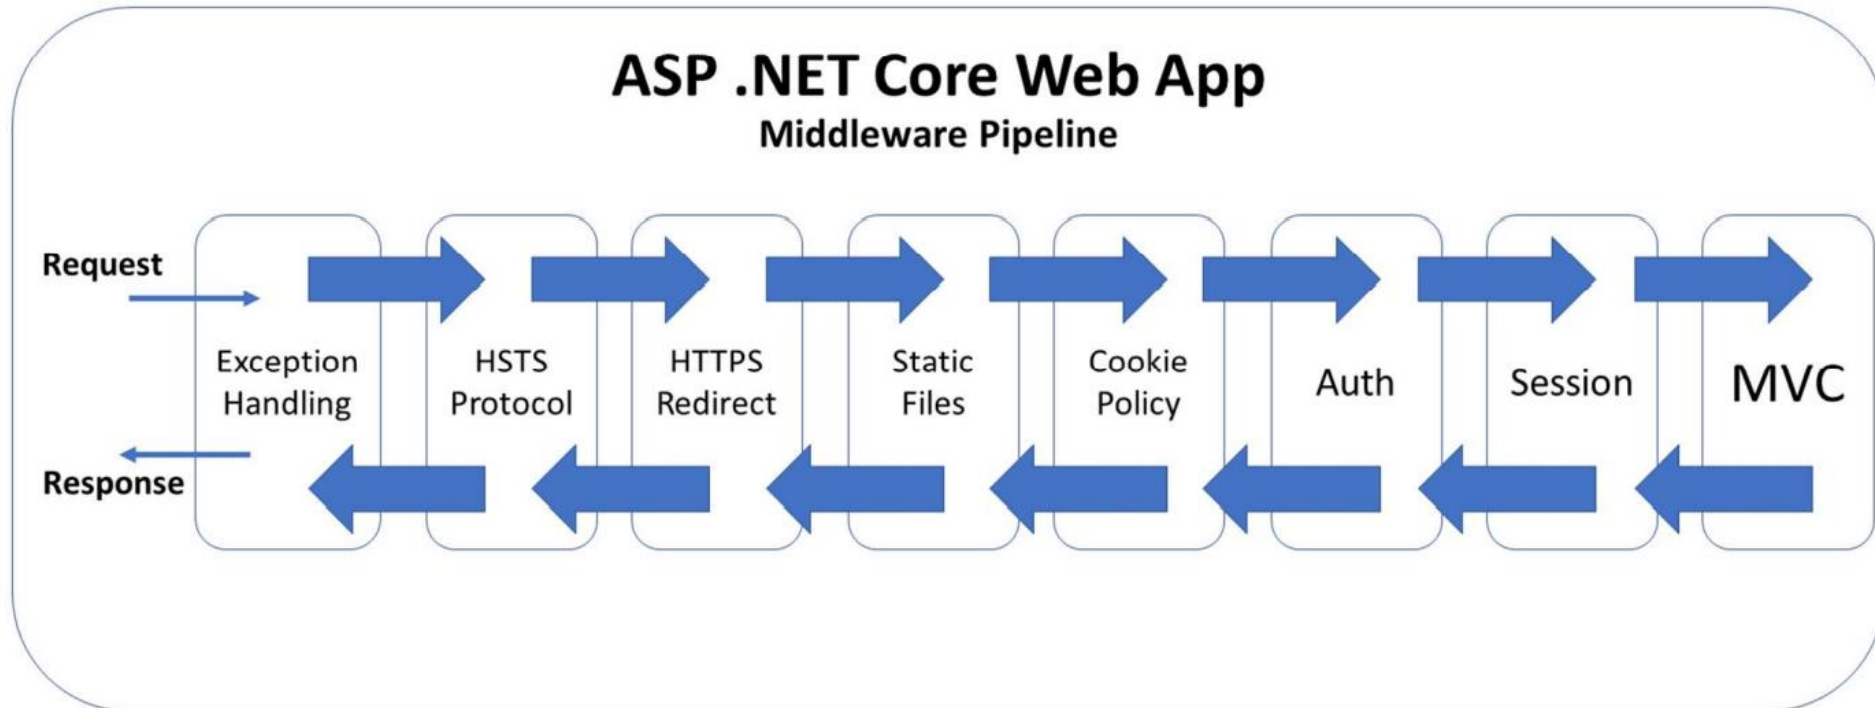 ASP .NET Core Web App
Middleware Pipeline
Request
Exception
Handling
HSTS
Protocol
HTTPS
Redirect
Static
Files
Cookie
Policy
Auth
Session
MVC
Response